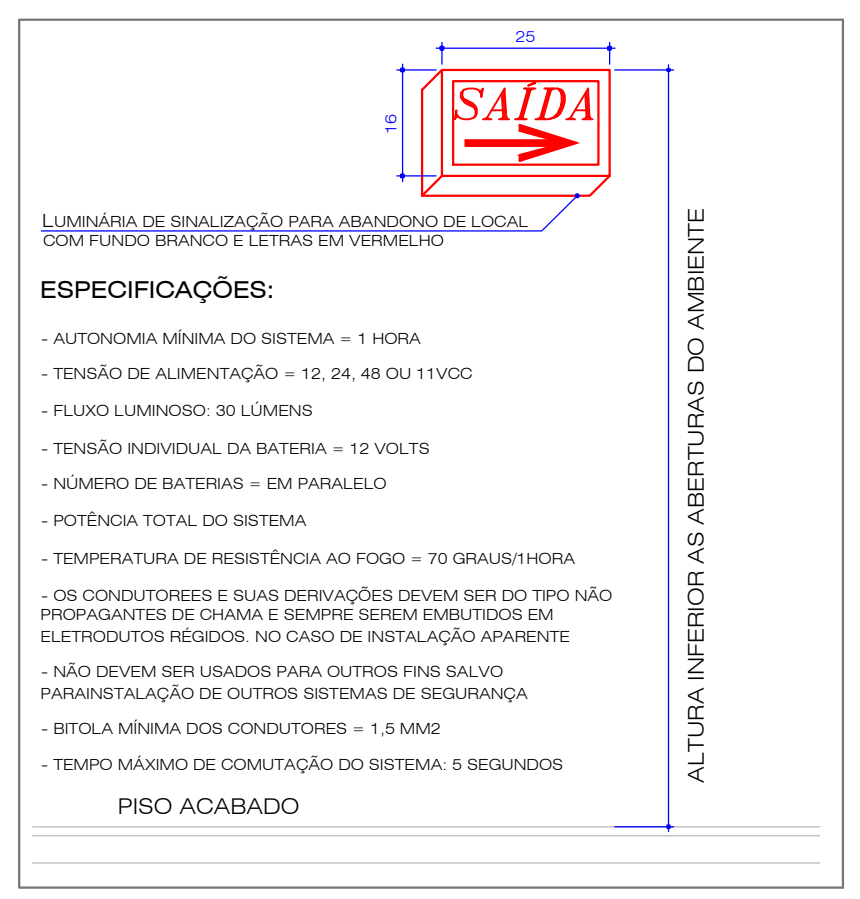 25
SAÍDA
16
LUMINÁRIA DE SINALIZAÇÃO PARA ABANDONO DE LOCAL
COM FUNDO BRANCO E LETRAS EM VERMELHO
ESPECIFICAÇÕES:
- AUTONOMIA MÍNIMA DO SISTEMA = 1 HORA
- TENSÃO DE ALIMENTAÇÃO = 12, 24, 48 OU 11VCC
- FLUXO LUMINOSO: 30 LÚMENS
- TENSÃO INDIVIDUAL DA BATERIA = 12 VOLTS
- NÚMERO DE BATERIAS = EM PARALELO
- POTÊNCIA TOTAL DO SISTEMA
- TEMPERATURA DE RESISTÊNCIA AO FOGO = 70 GRAUS/1HORA
- OS CONDUTOREES E SUAS DERIVAÇÕES DEVEM SER DO TIPO NÃO
PROPAGANTES DE CHAMA E SEMPRE SEREM EMBUTIDOS EM
ELETRODUTOS RÉGIDOS. NO CASO DE INSTALAÇÃO APARENTE
- NÃO DEVEM SER USADOS PARA OUTROS FINS SALVO
PARAINSTALAÇÃO DE OUTROS SISTEMAS DE SEGURANÇA
- BITOLA MÍNIMA DOS CONDUTORES = 1,5 MM2
- TEMPO MÁXIMO DE COMUTAÇÃO DO SISTEMA: 5 SEGUNDOS
PISO ACABADO
ALTURA INFERIOR AS ABERTURAS DO AMBIENTE